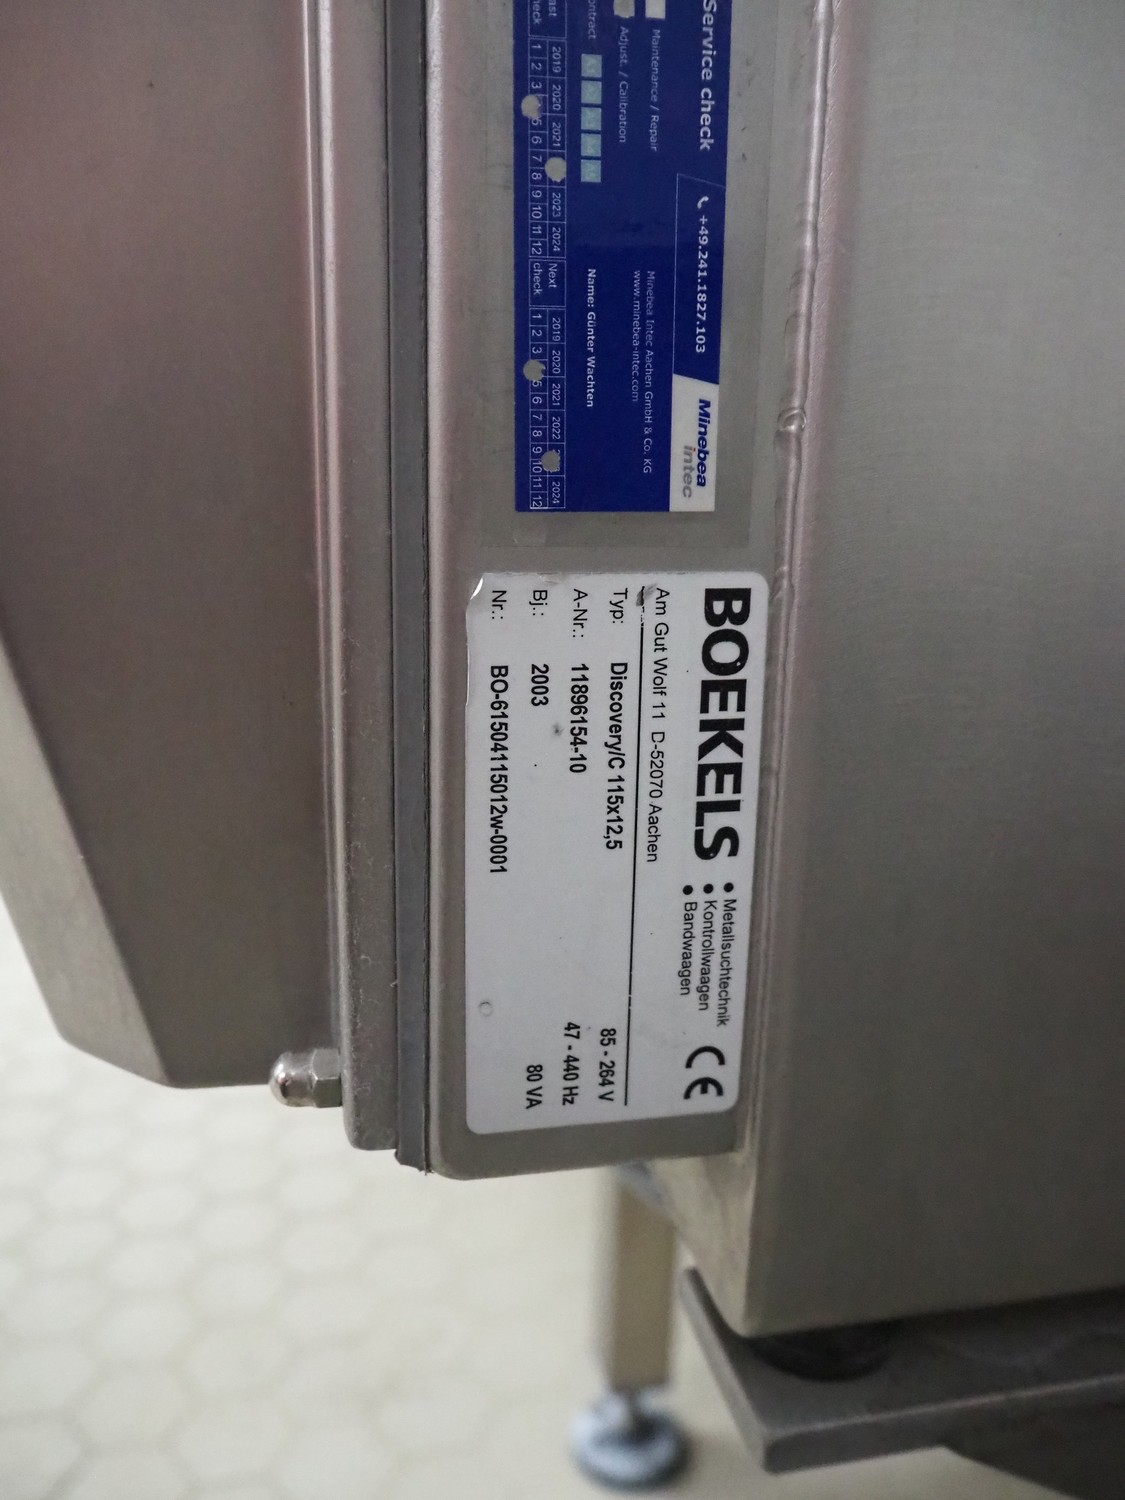 Service check
+49.241.1827.103
Minebea
intec
Maintenance / Repair
Adjust. / Calibration
Minebea Intec Aachen GmbH & Co. KG
www.minebea-intec.com
Name: Günter Wachten
2019 2020 2021 2023 2024
1 2 3 5 6 7 8 9 10 11 12
Next 2019 2020 2021 2022 2024
check 1 2 3 5 6 7 8 9 10 11 12
BOEKELS
• Metallsuchtechnik
• Kontrollwaagen
• Bandwaagen
CE
Am Gut Wolf 11 D-52070 Aachen
Typ: Discovery/C 115x12,5 85 - 264 V
A-Nr.: 11896154-10 47 - 440 Hz
Bj.: 2003 80 VA
Nr.: BO-61504115012w-0001